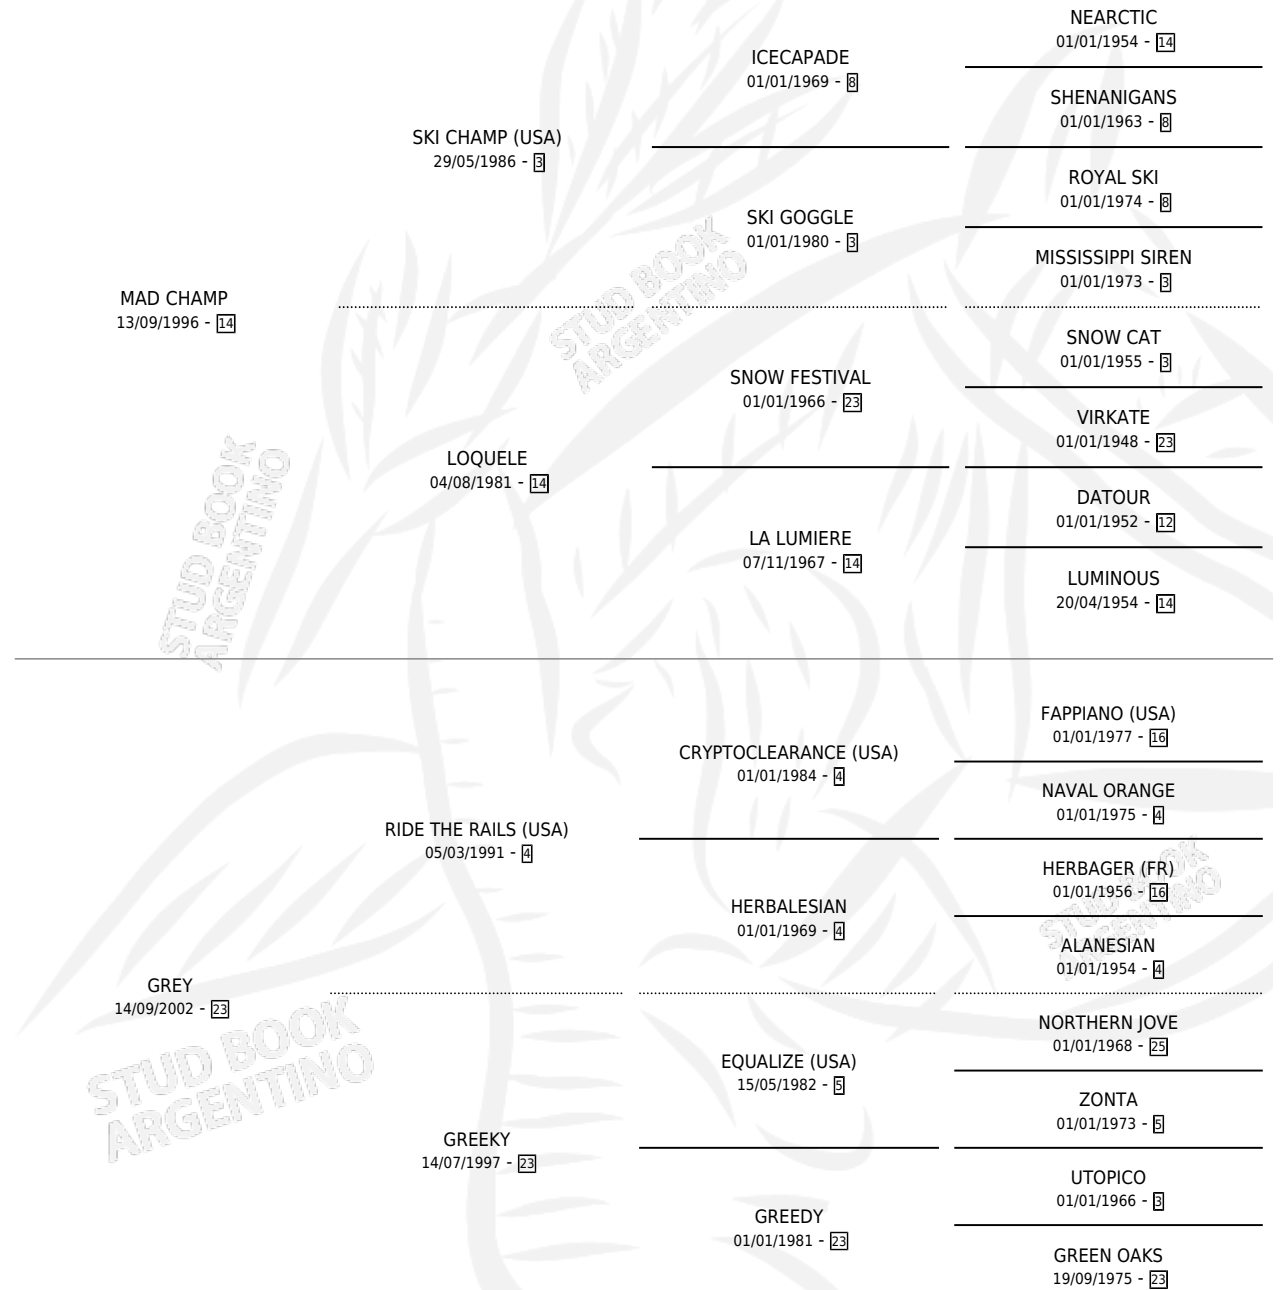 NEARCTIC
01/01/1954 - 14
ICECAPADE
01/01/1969 - 8
SHENANIGANS
01/01/1963 - 8
SKI CHAMP (USA)
29/05/1986 - 3
ROYAL SKI
01/01/1974 - 8
SKI GOGGLE
01/01/1980 - 3
MISSISSIPPI SIREN
01/01/1973 - 3
MAD CHAMP
13/09/1996 - 14
SNOW CAT
01/01/1955 - 3
SNOW FESTIVAL
01/01/1966 - 23
VIRKATE
01/01/1948 - 23
LOQUELE
04/08/1981 - 14
DATOUR
01/01/1952 - 12
LA LUMIERE
07/11/1967 - 14
LUMINOUS
20/04/1954 - 14
STUD BOOK
ARGENTINO
STUD BOOK
ARGENTINO
FAPPIANO (USA)
01/01/1977 - 16
CRYPTOCLEARANCE (USA)
01/01/1984 - 4
NAVAL ORANGE
01/01/1975 - 4
RIDE THE RAILS (USA)
05/03/1991 - 4
HERBAGER (FR)
01/01/1956 - 16
HERBALESIAN
01/01/1969 - 4
ALANESIAN
01/01/1954 - 4
GREY
14/09/2002 - 23
NORTHERN JOVE
01/01/1968 - 25
EQUALIZE (USA)
15/05/1982 - 5
ZONTA
01/01/1973 - 5
GREEKY
14/07/1997 - 23
UTOPICO
01/01/1966 - 3
GREEDY
01/01/1981 - 23
GREEN OAKS
19/09/1975 - 23
STUD BOOK
ARGENTINO
STUD BOOK
ARGENTINO